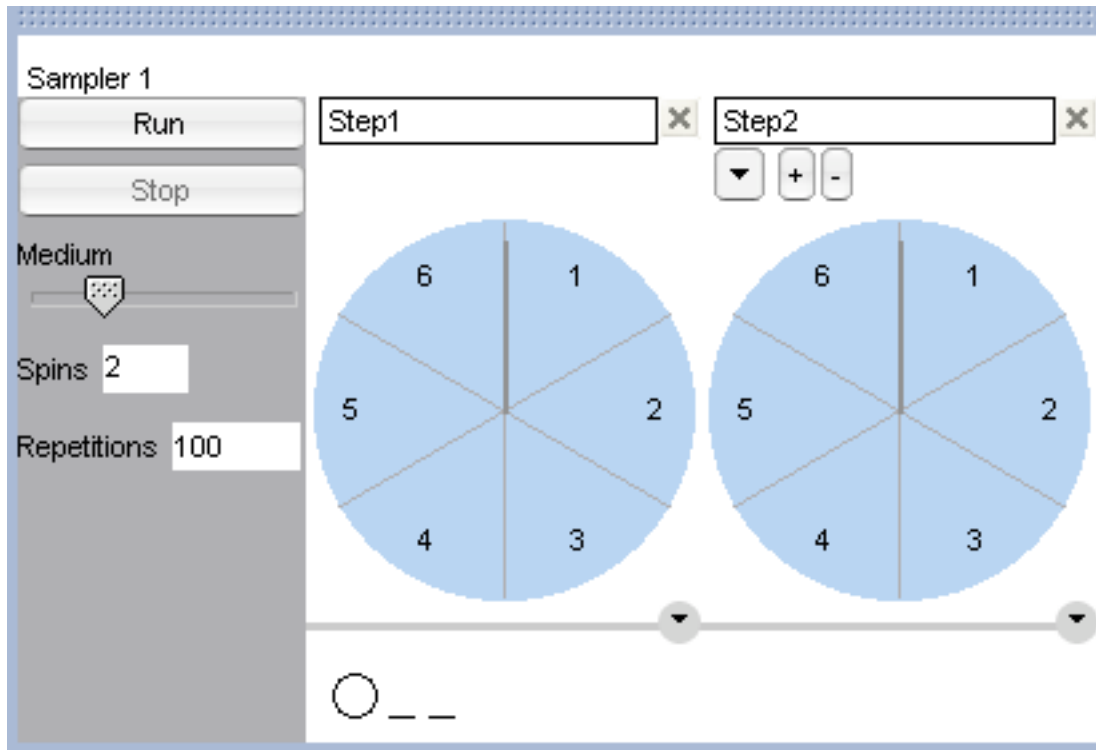 Sampler 1
Run
Stop
Medium
Spins 2
Repetitions 100
Step1
6 1
5 2
4 3
Step2
+ -
6 1
5 2
4 3